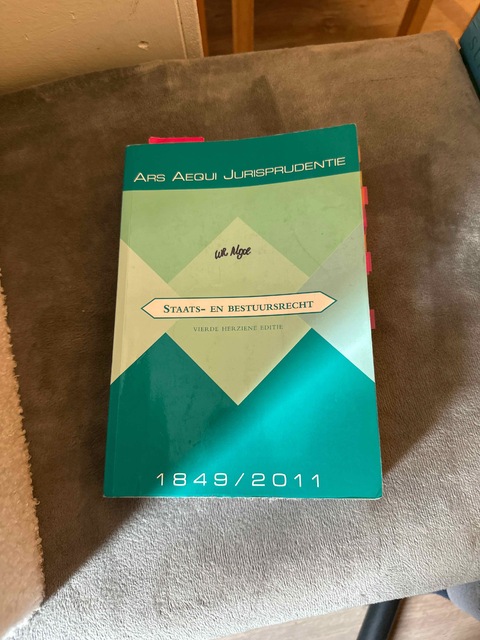 ARS AEQUI JURISPRUDENTIE
STAATS- EN BESTUURSRECHT
VIERDE HERZIENE EDITIE
1849/2011